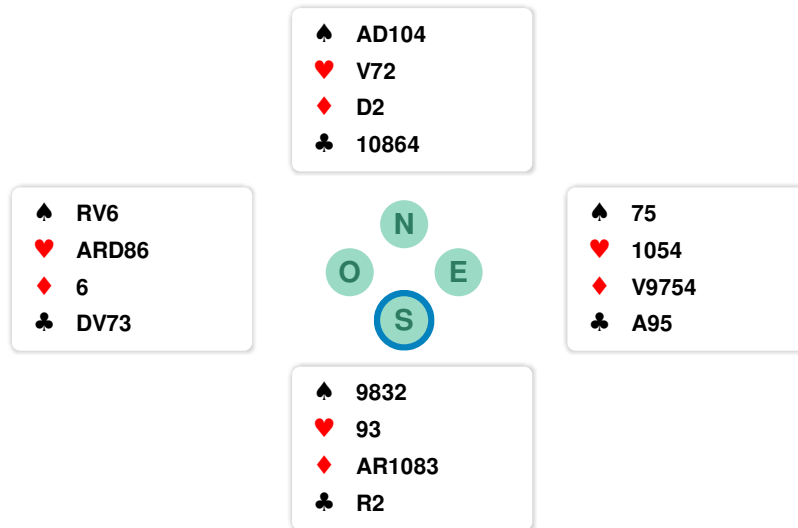 ♠ AD104
♥ V72
♦ D2
♣ 10864
♠ RV6
♥ ARD86
♦ 6
♣ DV73
N
O E
S
♠ 75
♥ 1054
♦ V9754
♣ A95
♠ 9832
♥ 93
♦ AR1083
♣ R2